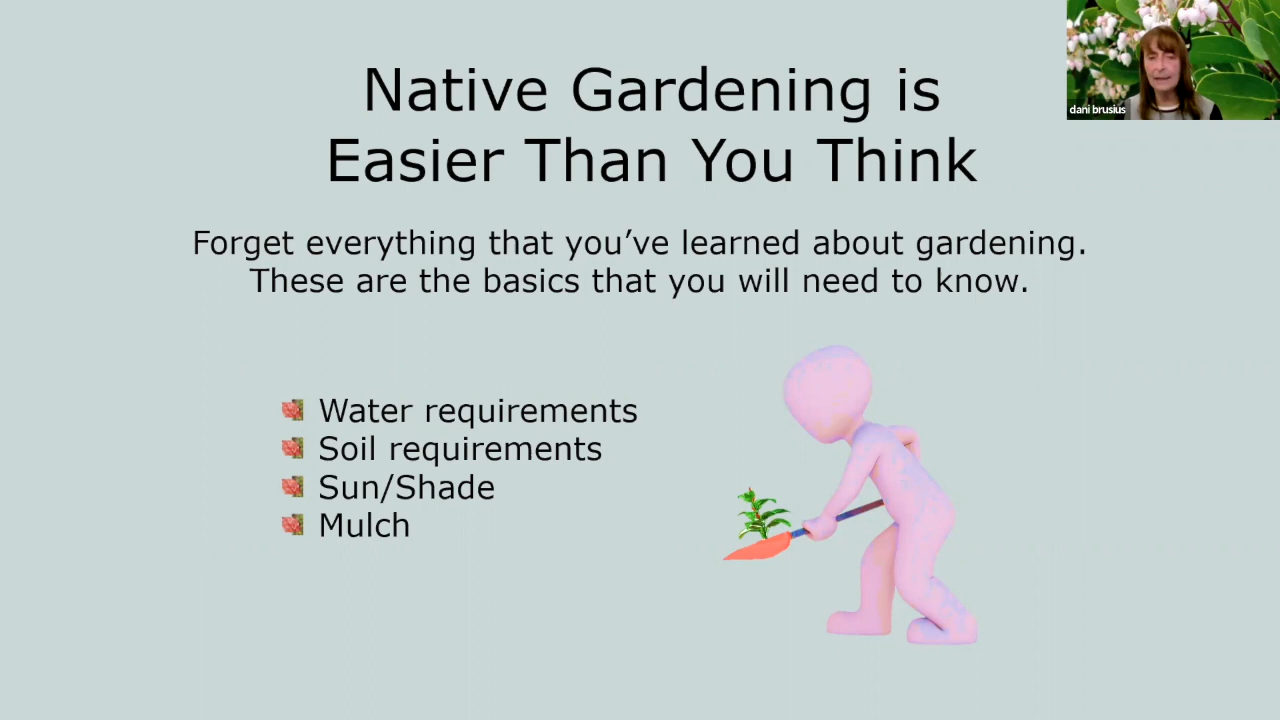 Native Gardening is
Easier Than You Think
Forget everything that you’ve learned about gardening.
These are the basics that you will need to know.
Water requirements
Soil requirements
Sun/Shade
Mulch
dani brusius